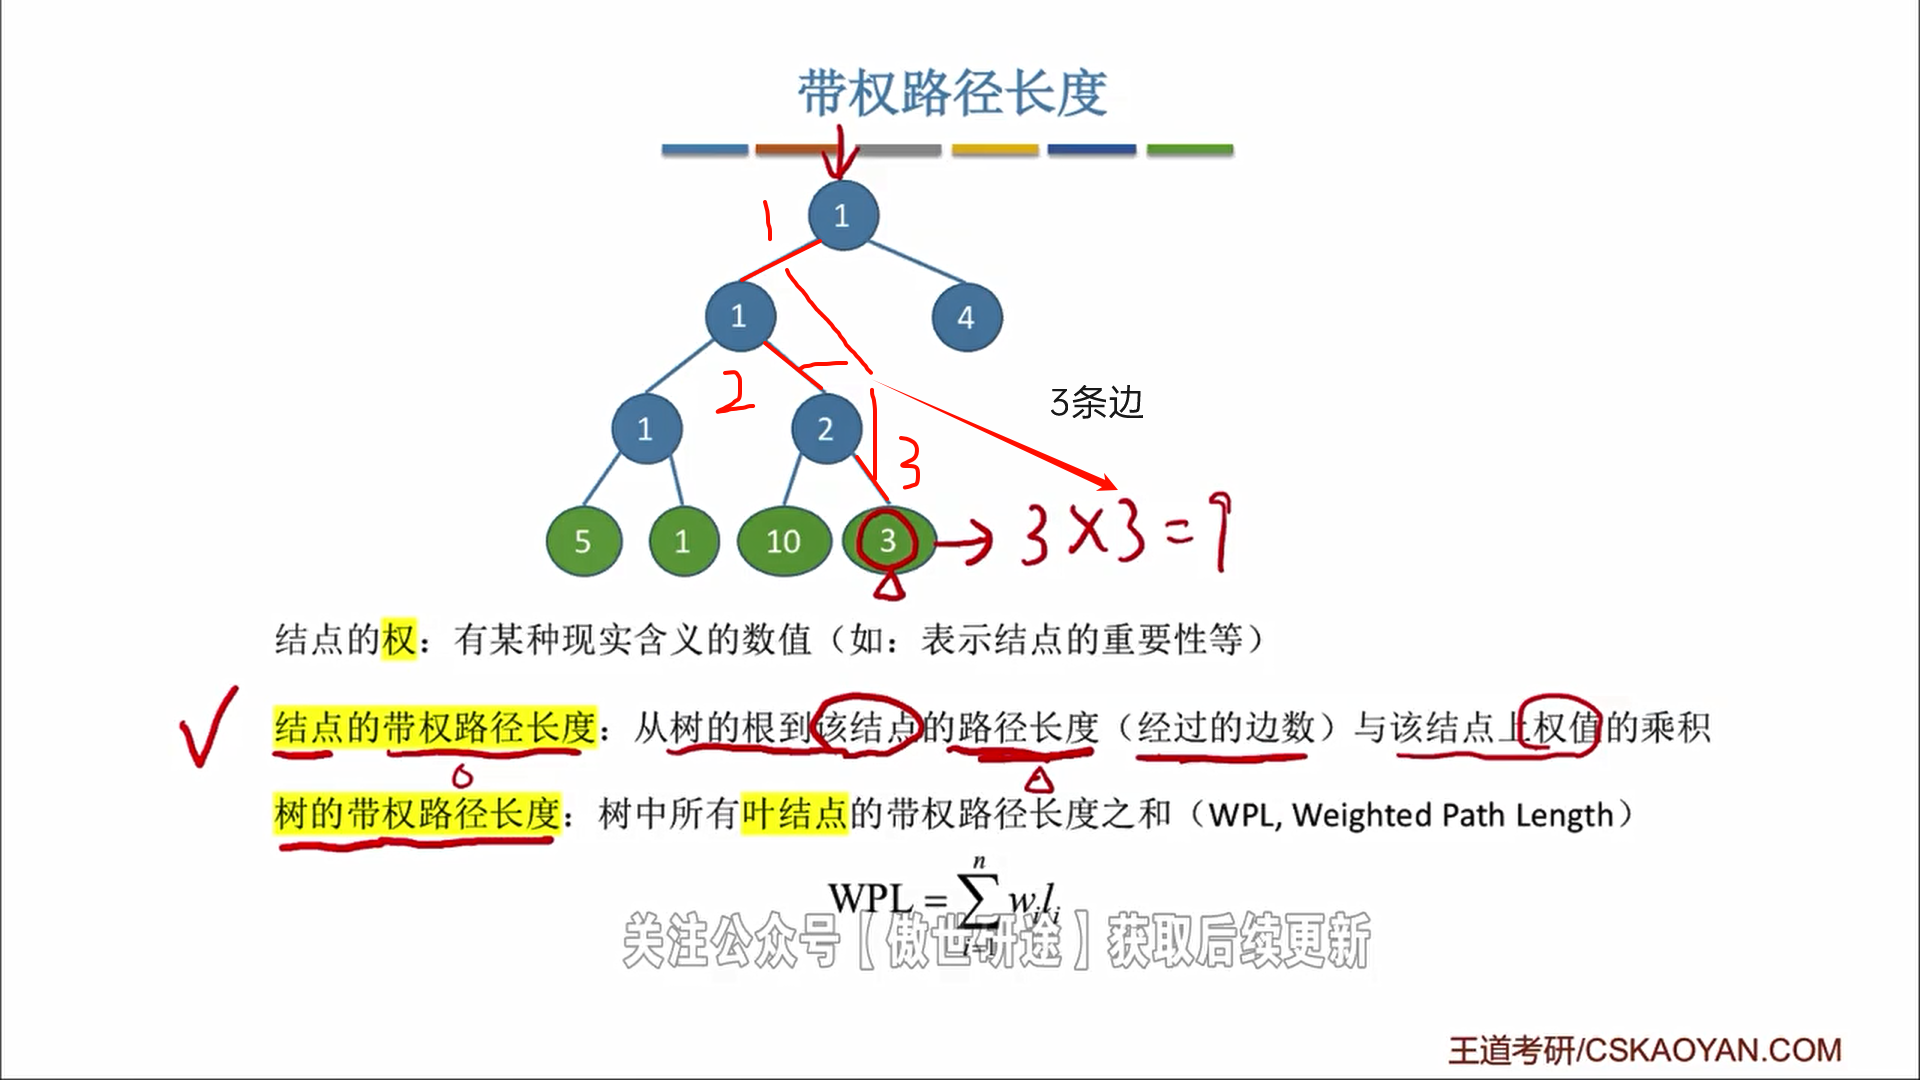 带权路径长度
1
1
1
4
2
3条边
1
2
3
5
1
10
3
3×3=9
结点的权：有某种现实含义的数值（如：表示结点的重要性等）
结点的带权路径长度：从树的根到该结点的路径长度（经过的边数）与该结点上权值的乘积
树的带权路径长度：树中所有叶结点的带权路径长度之和（WPL, Weighted Path Length）
WPL = ∑ⁿᵢ₌₁ wᵢlᵢ
关注公众号【傲世研途】获取后续更新
王道考研/CSKAOYAN.COM